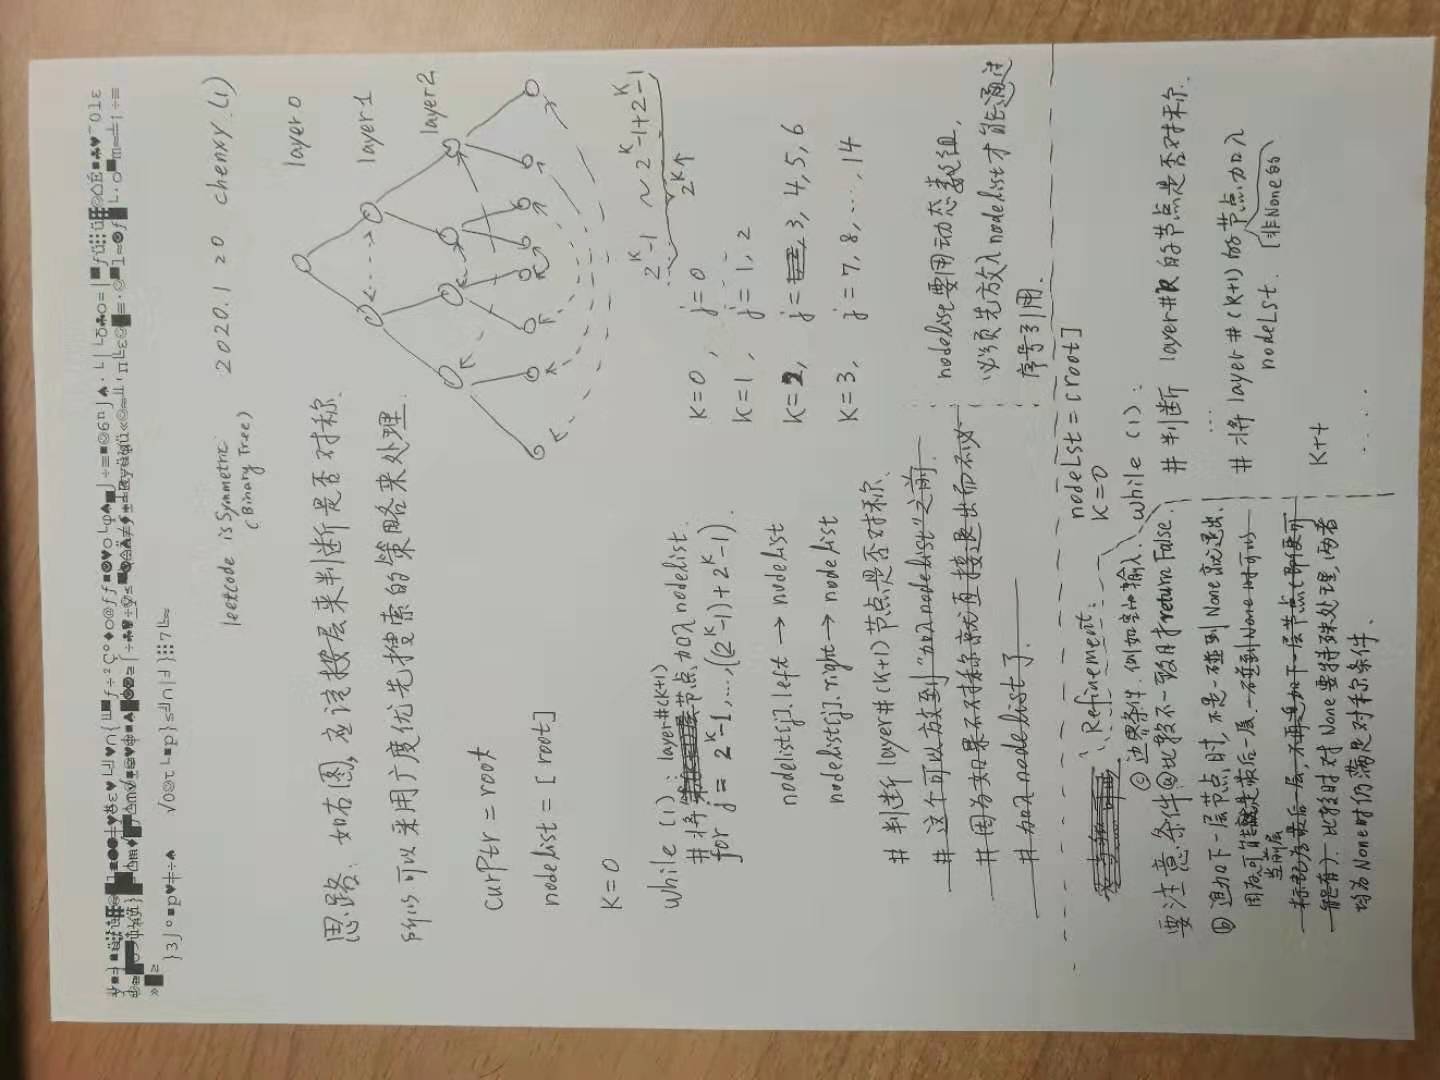 leetcode isSymmetric 2020.1 20 chenxy.(1)
(Binary Tree)
layer 0
layer 1
layer 2
思路: 如右图, 应该按层来判断是否对称.
所以可以采用广度优先搜索的策略来处理.
curPtr = root
nodelist = [root]
K=0
while (1): layer#(K+1)
# 将节点加入nodelist.
for j = 2^K-1,...,((2^K-1)+2^K-1).
nodelist[j].left → nodelist
nodelist[j].right → nodelist
# 判断 layer#(K+1) 节点是否对称.
# 这个可以放到"加入nodelist"之前.
# 因为如果不对称就直接退出而不必
# 加入nodelist了.
2^K-1 ~ 2^K-1+2^K-1
2^K个
K=0, j=0
K=1, j=1, 2
K=2, j=3, 4, 5, 6
K=3, j=7, 8, ..., 14
nodelist要用动态数组,
必须先放入nodelist才能通过
序号引用.
Refinement:
ⓒ 边界条件. 例如空的输入.
要注意条件 ⓐ比较不一致时才return False.
ⓑ 追加下一层节点时, 不是一碰到None就退出.
因为可能就是最后一层. 一碰到None时可以
当前层
标记为最后一层, 不再追加下一层节点(即便可
能有). 比较时对None要特殊处理, 两者
均为None时仍满足对称条件.
nodeLst = [root]
K=0
while (1):
# 判断 layer#K的节点是否对称.
...
# 将layer#(K+1)的节点加入
nodeLst. 非None的
K++
....